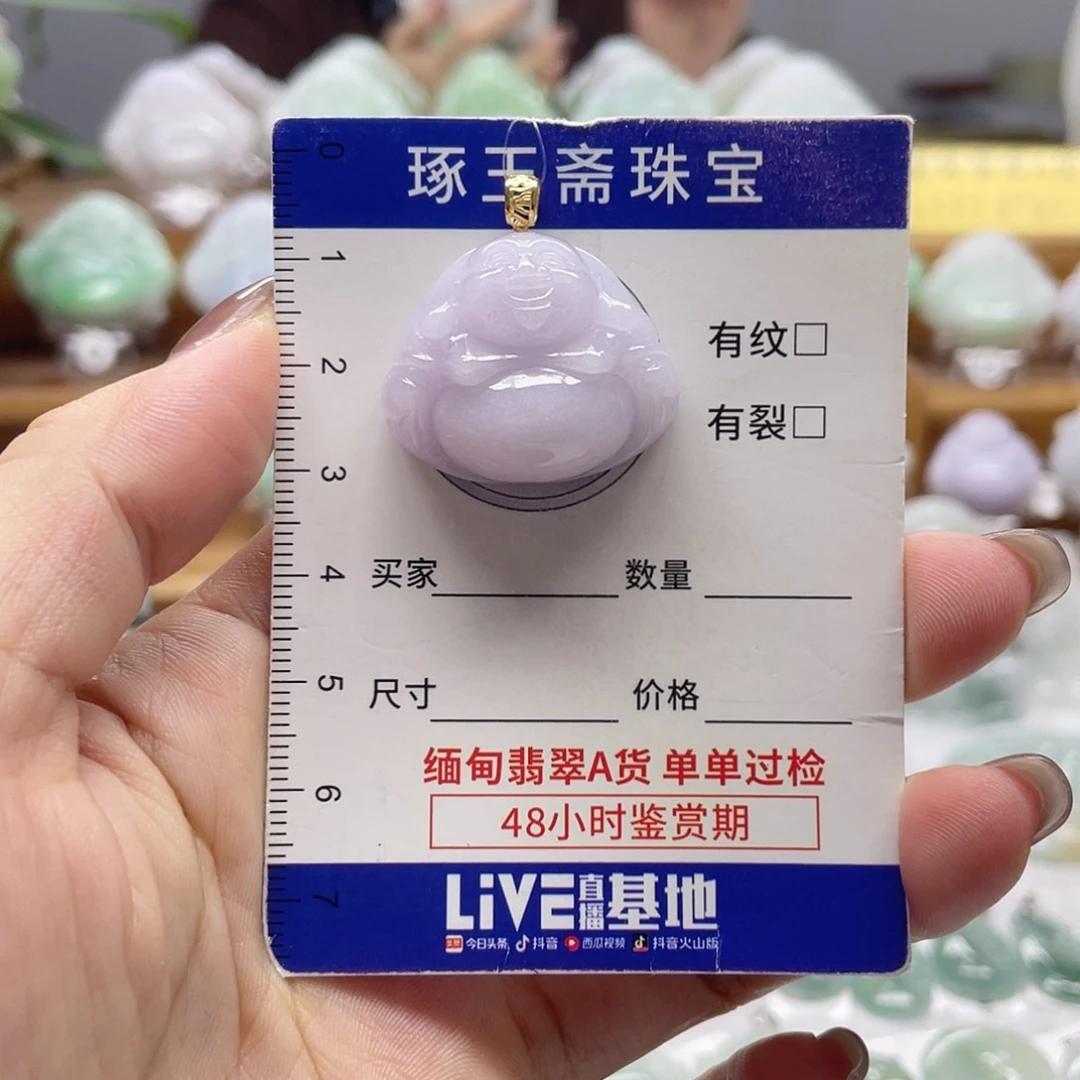 琢玉斋珠宝
0
1
2
3
4
5
6
7
有纹□
有裂□
买家
数量
尺寸
价格
缅甸翡翠A货 单单过检
48小时鉴赏期
LiVE直播基地
头条 今日头条 抖音 西瓜视频 抖音火山版